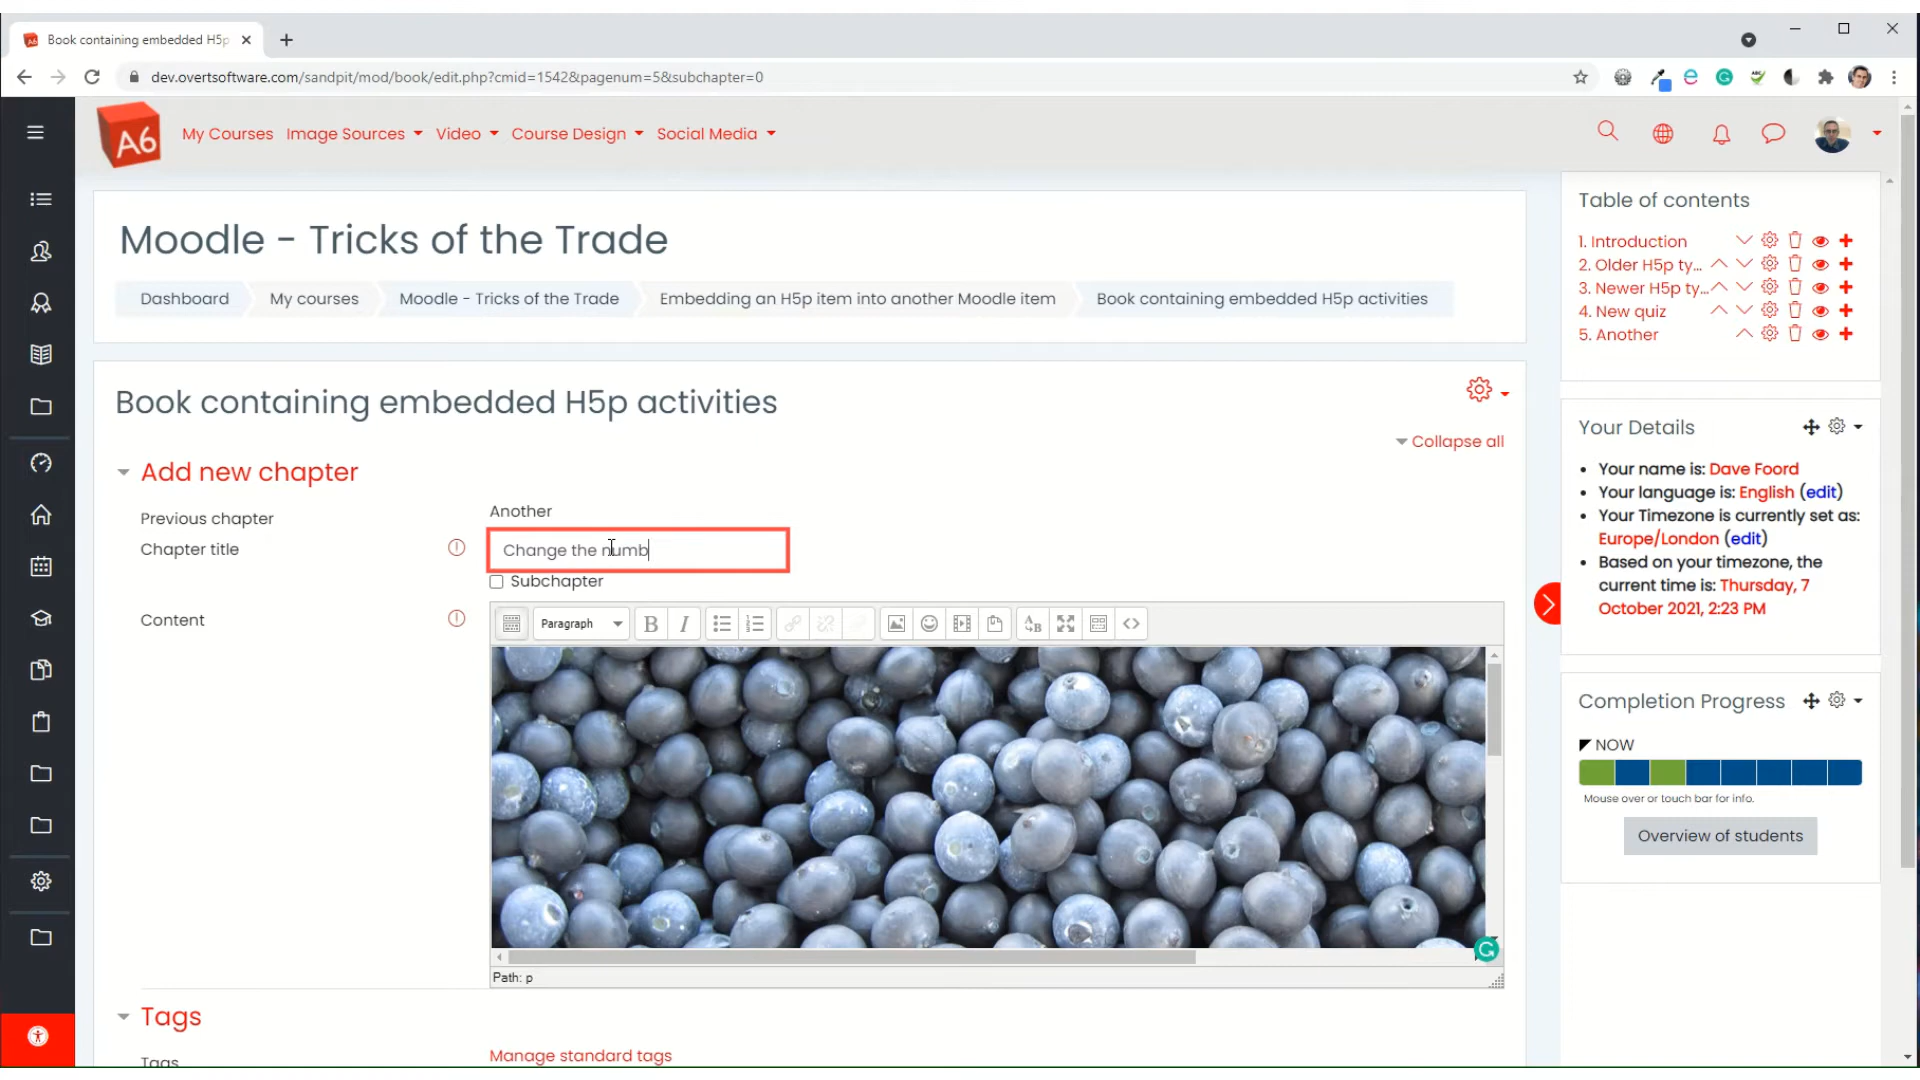 Book containing embedded H5p
dev.overtsoftware.com/sandpit/mod/book/edit.php?cmid=1542&pagenum=5&subchapter=0
A6
My Courses Image Sources Video Course Design Social Media
Moodle - Tricks of the Trade
Dashboard My courses Moodle - Tricks of the Trade Embedding an H5p item into another Moodle item Book containing embedded H5p activities
Book containing embedded H5p activities
Collapse all
Add new chapter
Previous chapter Another
Chapter title Change the numb
Subchapter
Content
Paragraph B I
Path: p
Tags
Tags Manage standard tags
Table of contents
1. Introduction
2. Older H5p ty...
3. Newer H5p ty...
4. New quiz
5. Another
Your Details
Your name is: Dave Foord
Your language is: English (edit)
Your Timezone is currently set as:
Europe/London (edit)
Based on your timezone, the
current time is: Thursday, 7
October 2021, 2:23 PM
Completion Progress
NOW
Mouse over or touch bar for info.
Overview of students